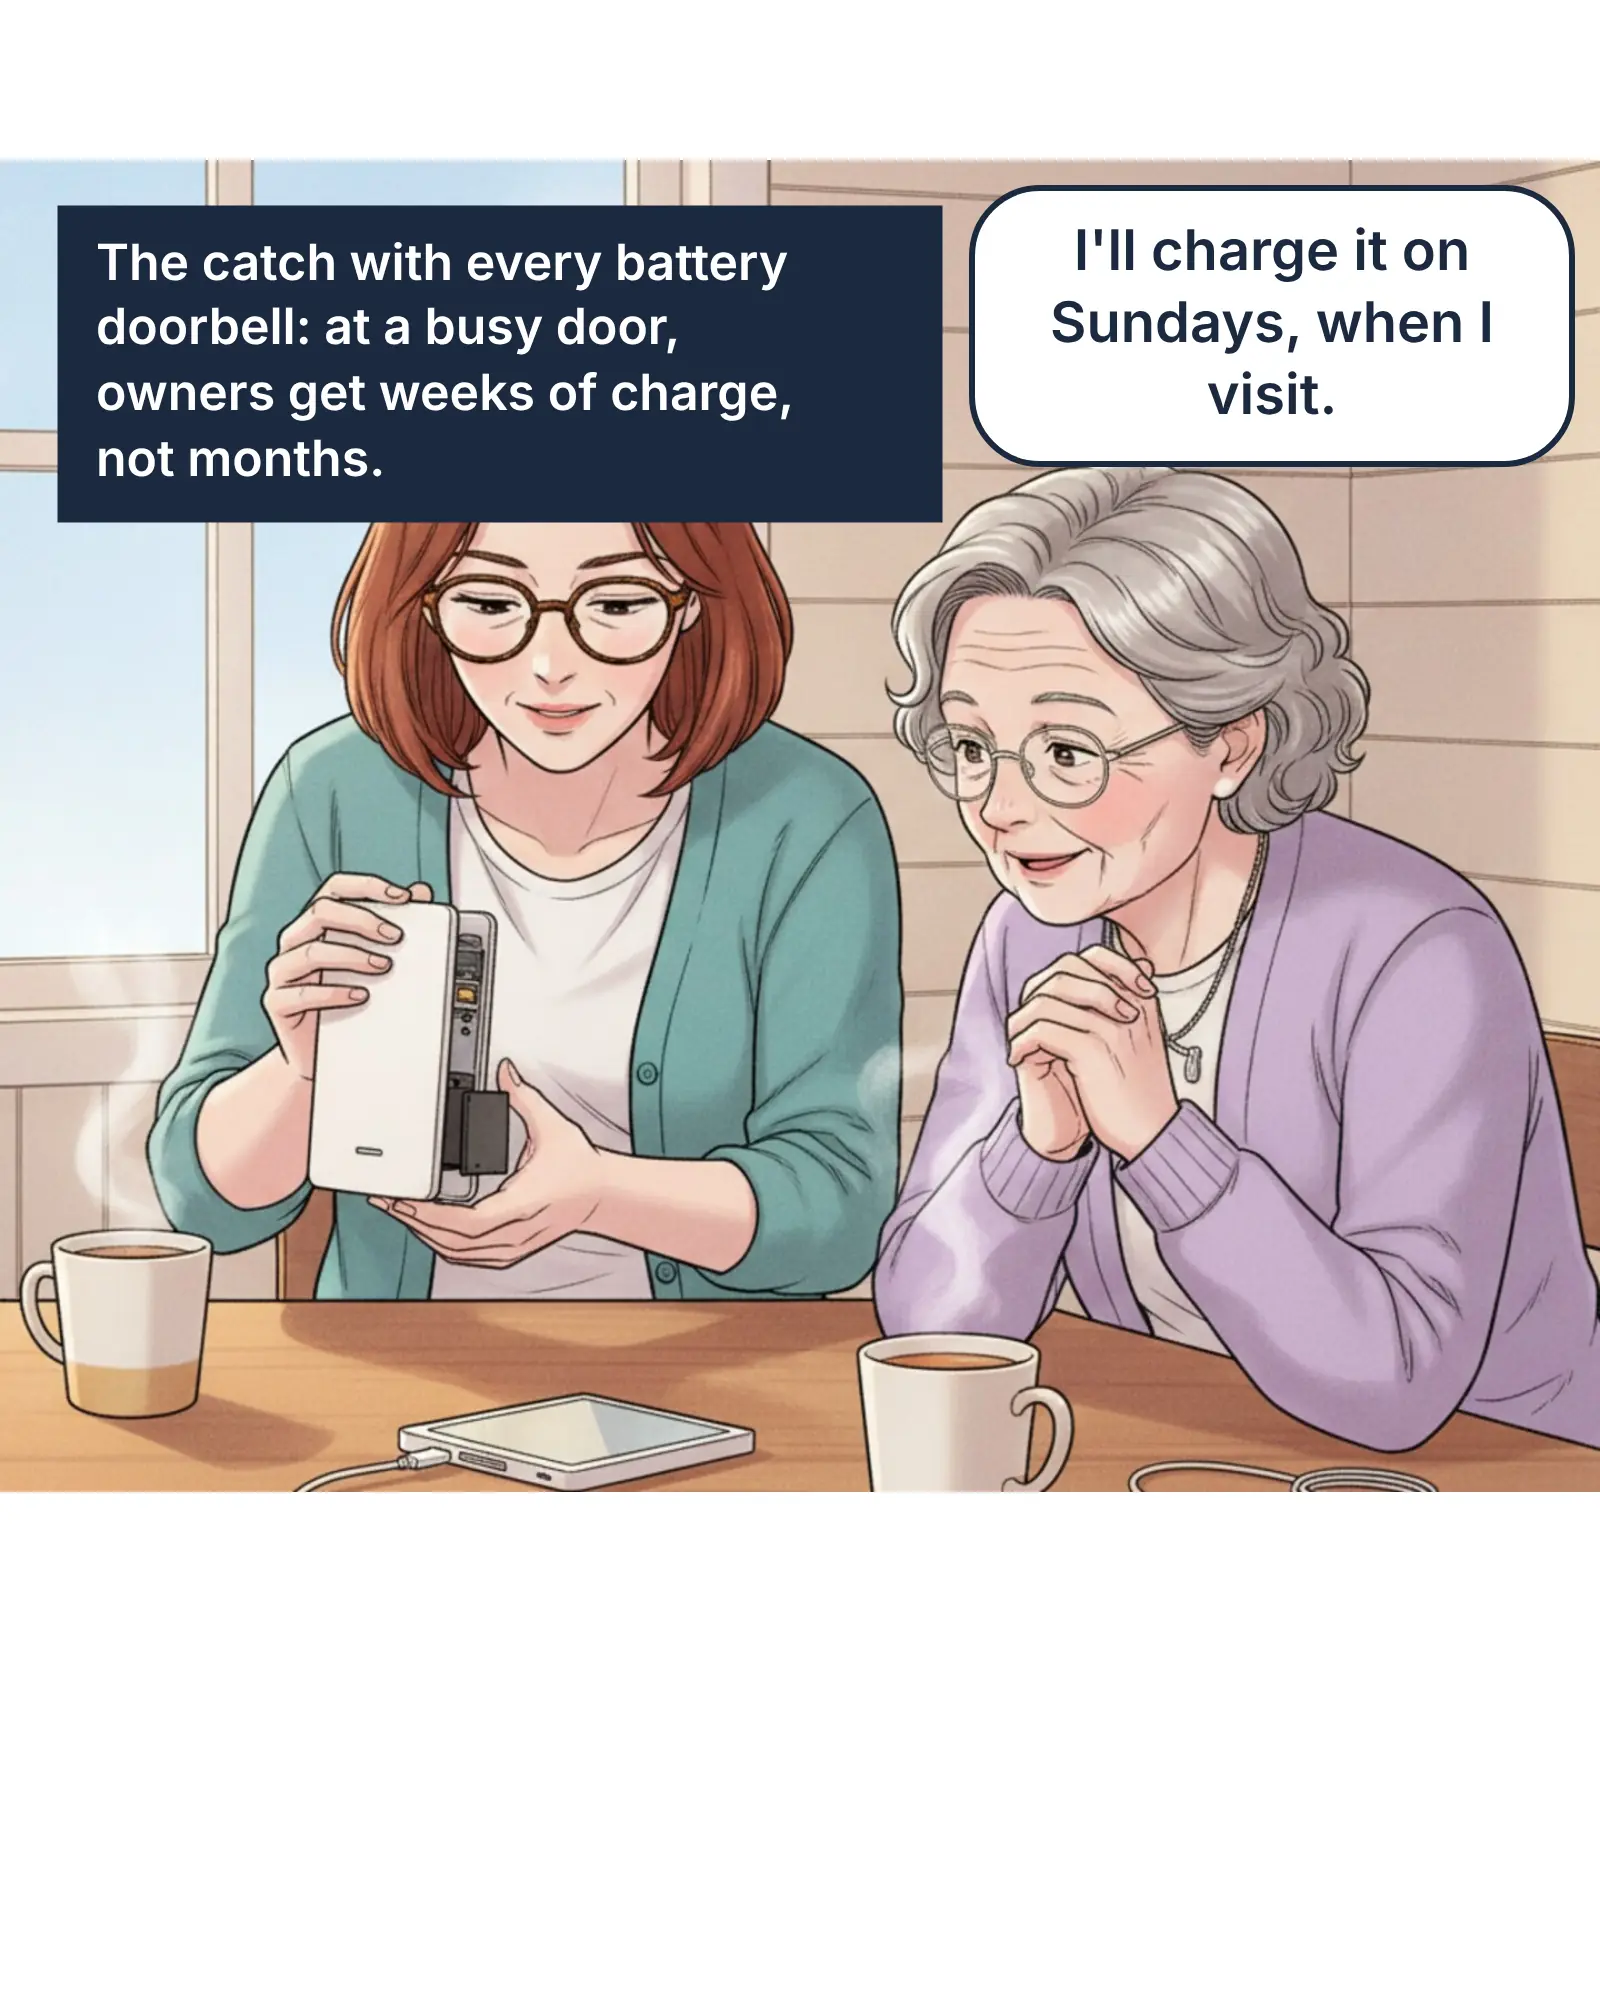 The catch with every battery
doorbell: at a busy door,
owners get weeks of charge,
not months.
I'll charge it on
Sundays, when I
visit.